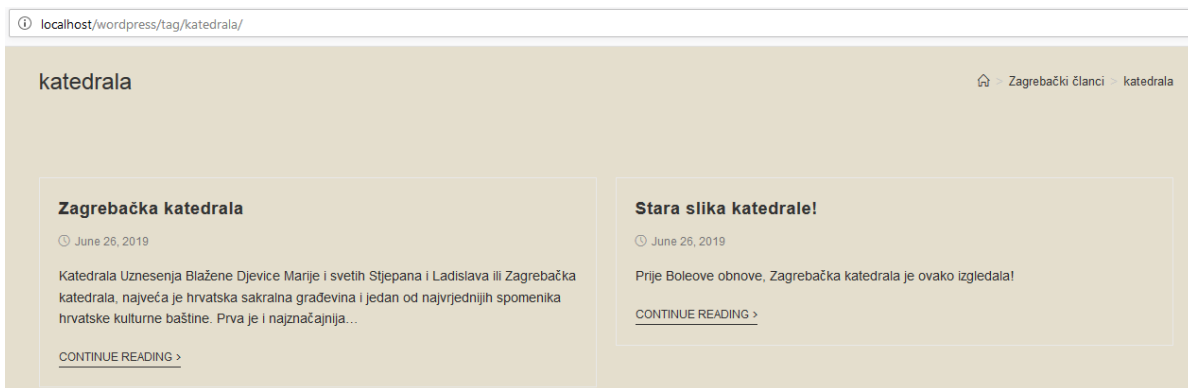 localhost/wordpress/tag/katedrala/
katedrala
> Zagrebački članci > katedrala
Zagrebačka katedrala
June 26, 2019
Katedrala Uznesenja Blažene Djevice Marije i svetih Stjepana i Ladislava ili Zagrebačka
katedrala, najveća je hrvatska sakralna građevina i jedan od najvrjednijih spomenika
hrvatske kulturne baštine. Prva je i najznačajnija…
CONTINUE READING >
Stara slika katedrale!
June 26, 2019
Prije Boleove obnove, Zagrebačka katedrala je ovako izgledala!
CONTINUE READING >